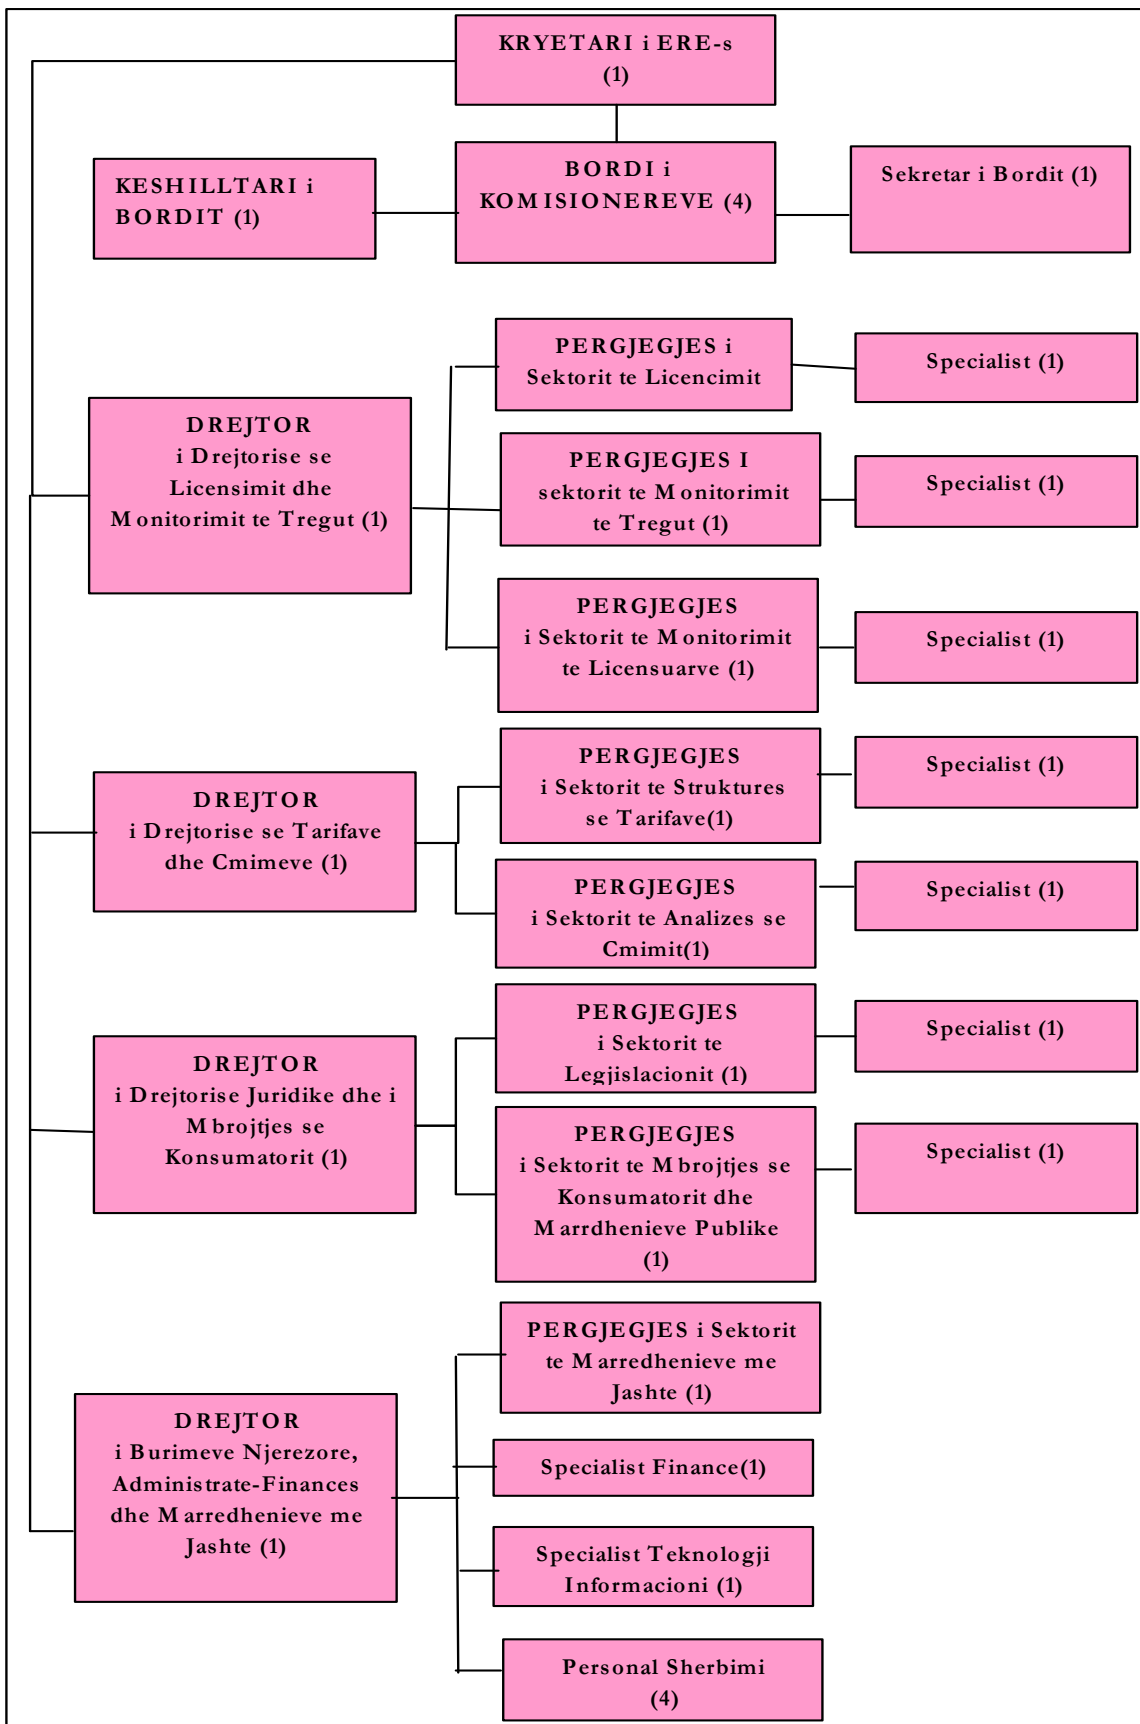 KRYETARI i ERE-s
(1)
KESHILLTARI i
BORDIT (1)
BORDI i
KOMISIONEREVE (4)
Sekretar i Bordit (1)
DREJTOR
i Drejtorise se
Licensimit dhe
Monitorimit te Tregut (1)
PERGJEGJES i
Sektorit te Licencimit
Specialist (1)
PERGJEGJES I
sektorit te Monitorimit
te Tregut (1)
Specialist (1)
PERGJEGJES
i Sektorit te Monitorimit
te Licensuarve (1)
Specialist (1)
DREJTOR
i Drejtorise se Tarifave
dhe Cmimeve (1)
PERGJEGJES
i Sektorit te Struktures
se Tarifave(1)
Specialist (1)
PERGJEGJES
i Sektorit te Analizes se
Cmimit(1)
Specialist (1)
DREJTOR
i Drejtorise Juridike dhe i
Mbrojtjes se
Konsumatorit (1)
PERGJEGJES
i Sektorit te
Legjislacionit (1)
Specialist (1)
PERGJEGJES
i Sektorit te Mbrojtjes se
Konsumatorit dhe
Marrdhenieve Publike
(1)
Specialist (1)
DREJTOR
i Burimeve Njerezore,
Administrate-Finances
dhe Marredhenieve me
Jashte (1)
PERGJEGJES i Sektorit
te Marredhenieve me
Jashte (1)
Specialist Finance(1)
Specialist Teknologji
Informacioni (1)
Personal Sherbimi
(4)